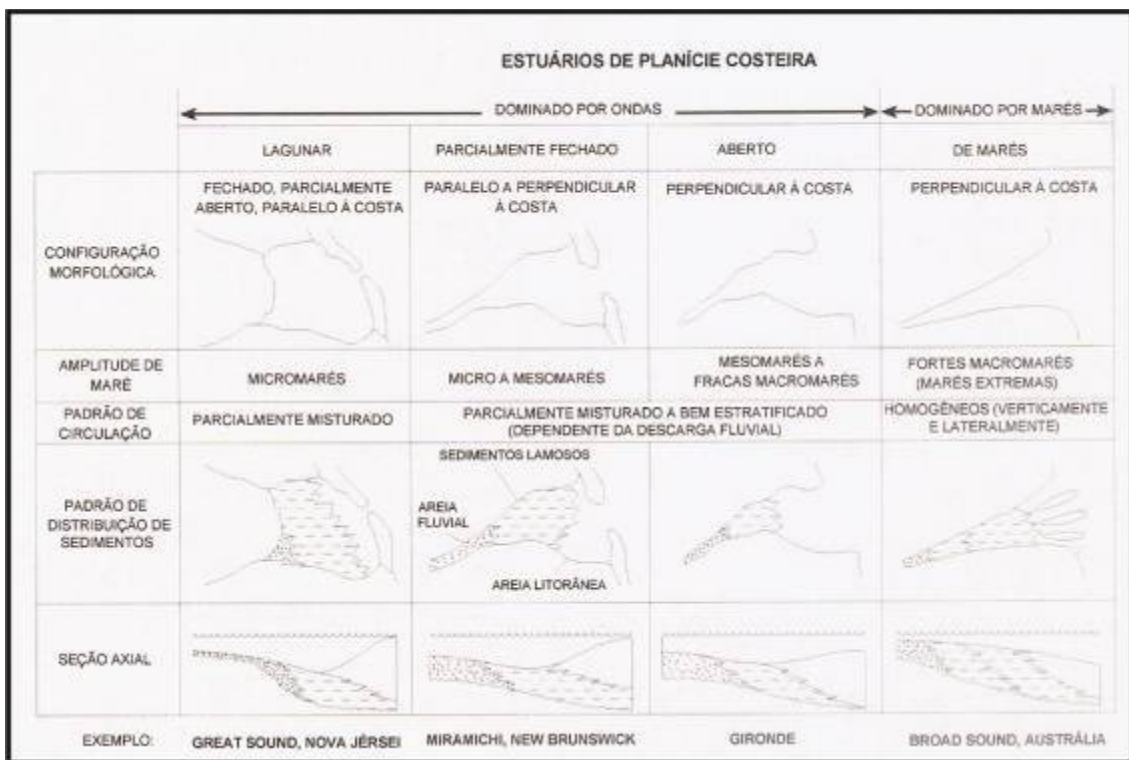 ESTUÁRIOS DE PLANÍCIE COSTEIRA
DOMINADO POR ONDAS
DOMINADO POR MARÉS
LAGUNAR
PARCIALMENTE FECHADO
ABERTO
DE MARÉS
CONFIGURAÇÃO
MORFOLÓGICA
FECHADO, PARCIALMENTE
ABERTO, PARALELO À COSTA
PARALELO A PERPENDICULAR
À COSTA
PERPENDICULAR À COSTA
PERPENDICULAR À COSTA
AMPLITUDE DE
MARÉ
MICROMARÉS
MICRO A MESOMARÉS
MESOMARÉS A
FRACAS MACROMARÉS
FORTES MACROMARÉS
(MARÉS EXTREMAS)
PADRÃO DE
CIRCULAÇÃO
PARCIALMENTE MISTURADO
PARCIALMENTE MISTURADO A BEM ESTRATIFICADO
(DEPENDENTE DA DESCARGA FLUVIAL)
HOMOGÊNEOS (VERTICAMENTE
E LATERALMENTE)
PADRÃO DE
DISTRIBUIÇÃO DE
SEDIMENTOS
SEDIMENTOS LAMOSOS
AREIA
FLUVIAL
AREIA LITORÂNEA
SEÇÃO AXIAL
EXEMPLO:
GREAT SOUND, NOVA JÉRSEI
MIRAMICHI, NEW BRUNSWICK
GIRONDE
BROAD SOUND, AUSTRÁLIA